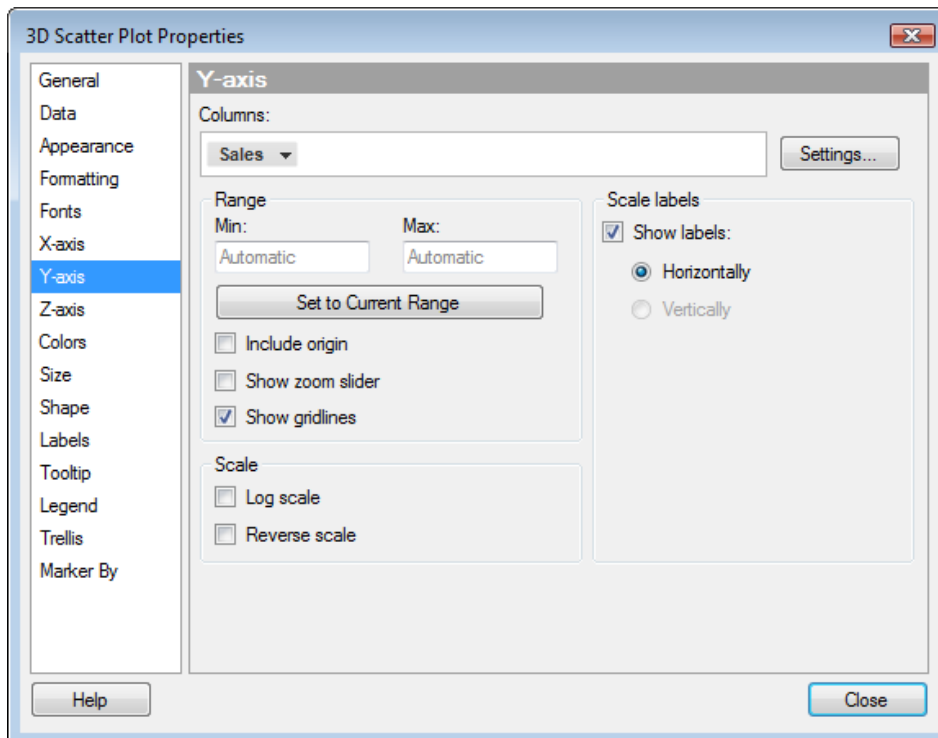 3D Scatter Plot Properties
General
Data
Appearance
Formatting
Fonts
X-axis
Y-axis
Z-axis
Colors
Size
Shape
Labels
Tooltip
Legend
Trellis
Marker By
Y-axis
Columns:
Sales
Settings...
Range
Min: Max:
Automatic Automatic
Set to Current Range
Include origin
Show zoom slider
Show gridlines
Scale
Log scale
Reverse scale
Scale labels
Show labels:
Horizontally
Vertically
Help
Close